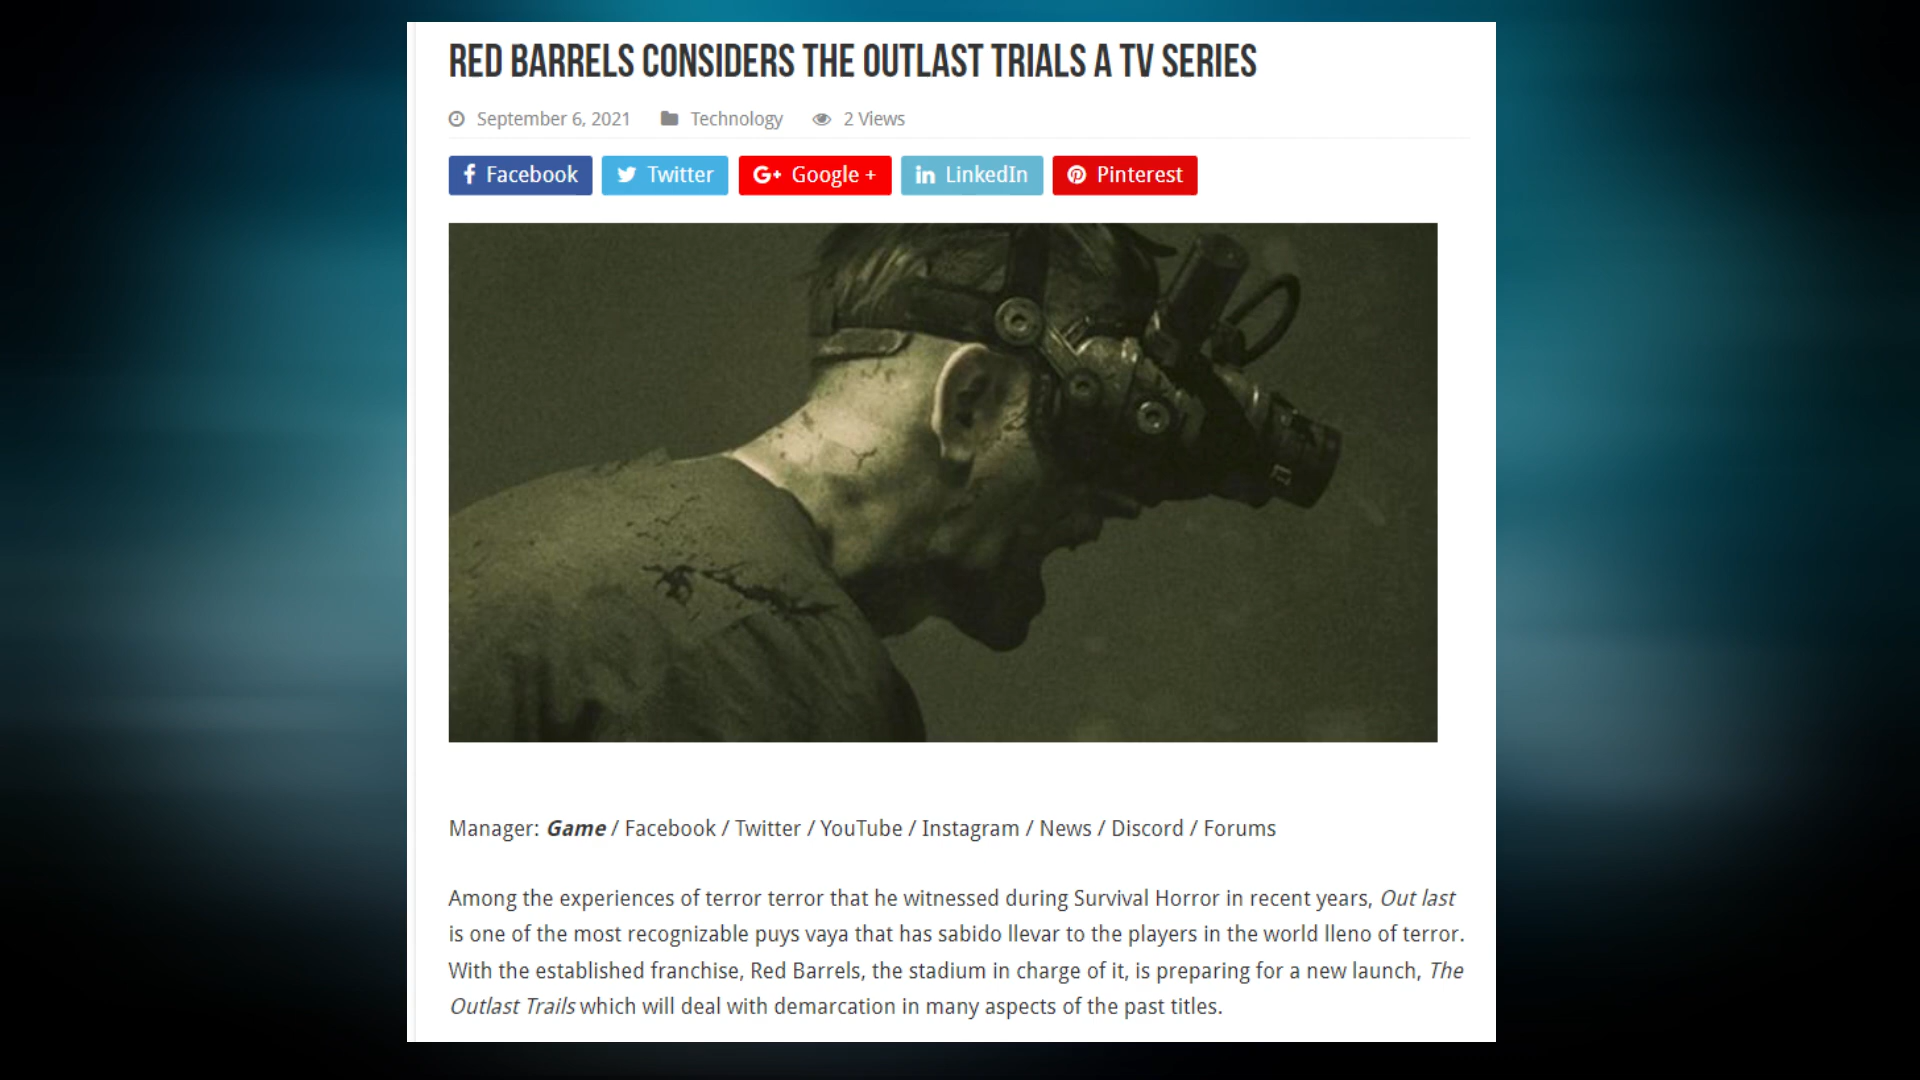 RED BARRELS CONSIDERS THE OUTLAST TRIALS A TV SERIES
September 6, 2021 Technology 2 Views
Facebook Twitter Google + LinkedIn Pinterest
Manager: Game / Facebook / Twitter / YouTube / Instagram / News / Discord / Forums
Among the experiences of terror terror that he witnessed during Survival Horror in recent years, Out last
is one of the most recognizable puys vaya that has sabido llevar to the players in the world lleno of terror.
With the established franchise, Red Barrels, the stadium in charge of it, is preparing for a new launch, The
Outlast Trails which will deal with demarcation in many aspects of the past titles.